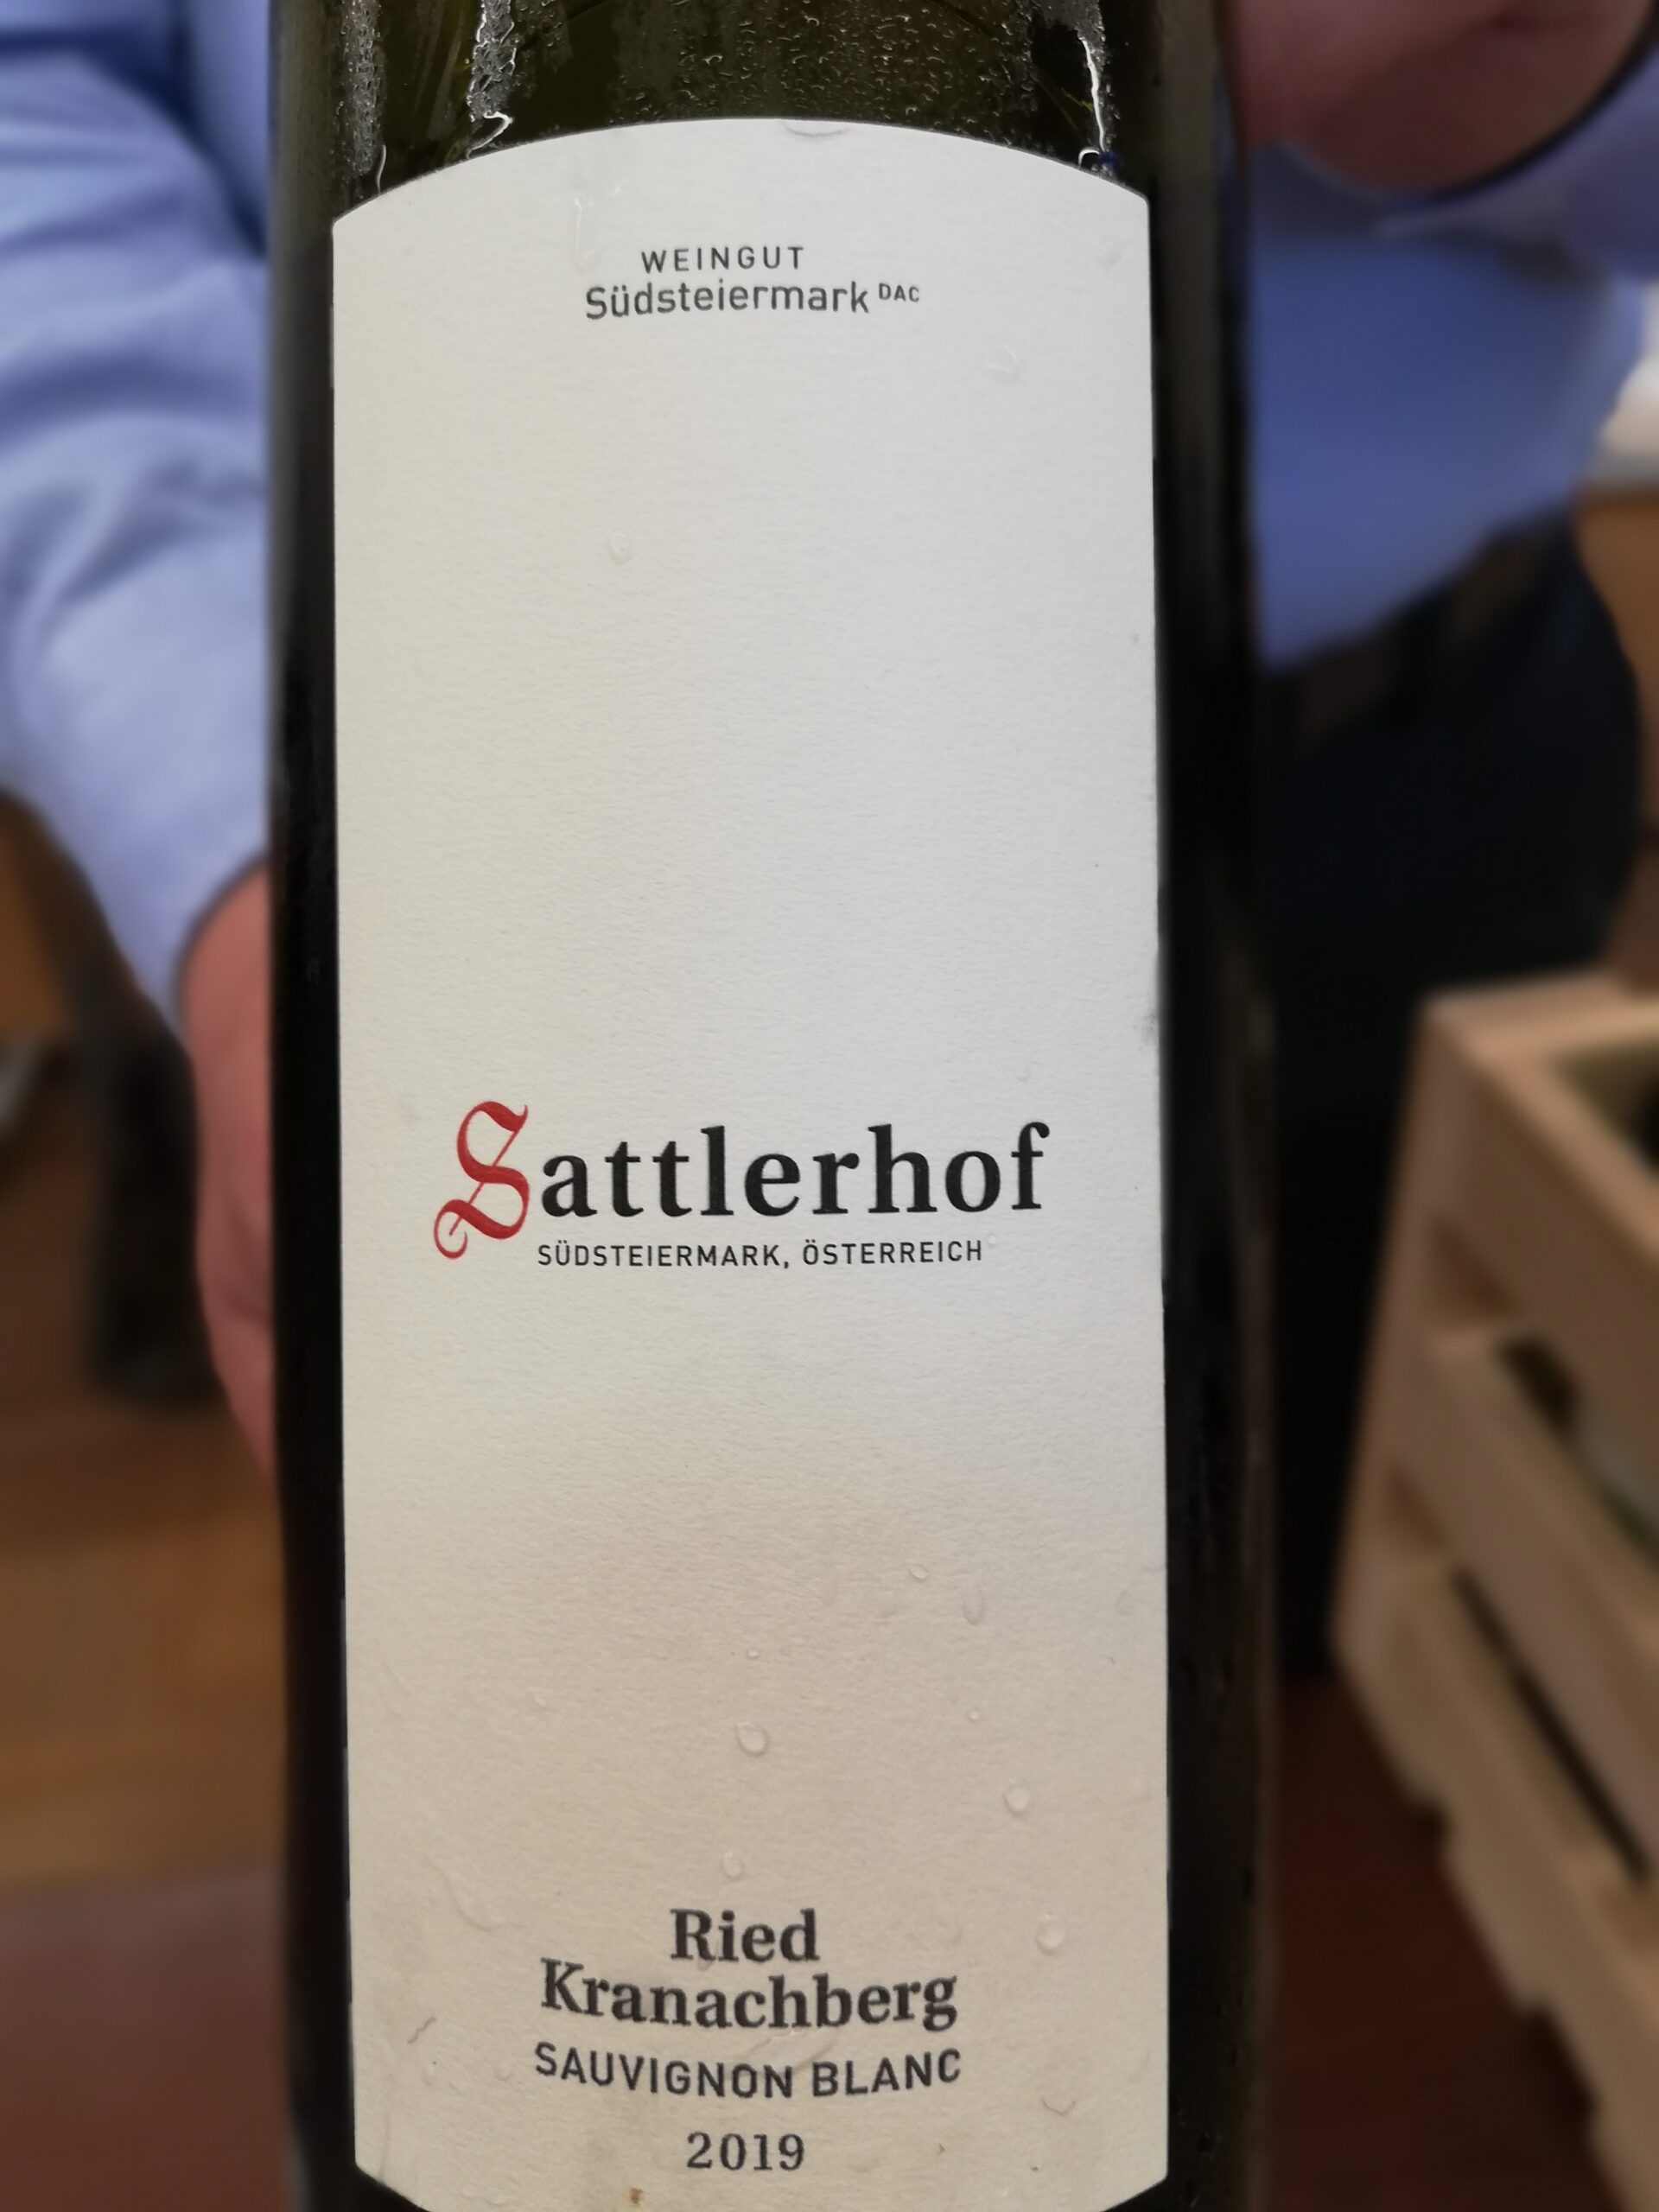 WEINGUT
Südsteiermark DAC
Sattlerhof
SÜDSTEIERMARK, ÖSTERREICH
Ried
Kranachberg
SAUVIGNON BLANC
2019